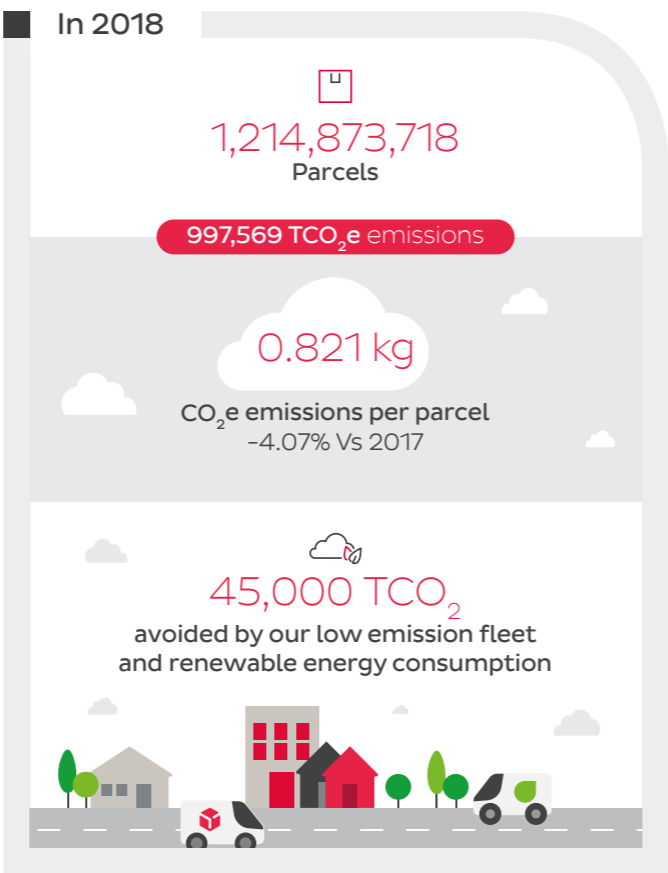 In 2018
1,214,873,718
Parcels
997,569 TCO₂e emissions
0.821 kg
CO₂e emissions per parcel
-4.07% Vs 2017
45,000 TCO₂
avoided by our low emission fleet
and renewable energy consumption